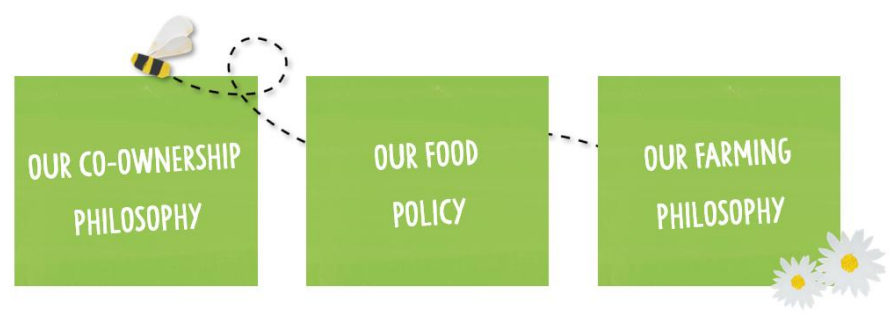 OUR CO-OWNERSHIP
PHILOSOPHY
OUR FOOD
POLICY
OUR FARMING
PHILOSOPHY